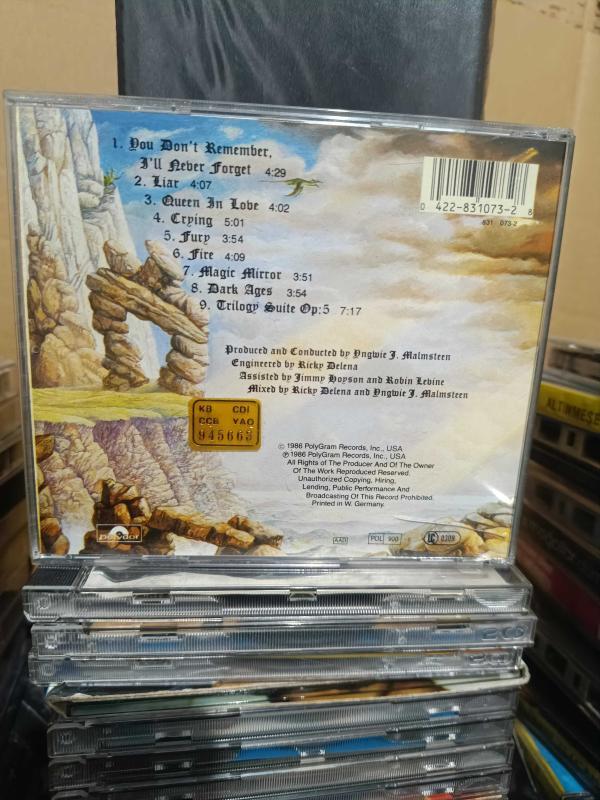 1. You Don't Remember,
I'll Never Forget 4:29
2. Liar 4:07
3. Queen In Love 4:02
4. Crying 5:01
5. Fury 3:54
6. Fire 4:09
7. Magic Mirror 3:51
8. Dark Ages 3:54
9. Trilogy Suite Op:5 7:17
0 422-831073-2 8
831 073-2
Produced and Conducted by Yngwie J. Malmsteen
Engineered by Ricky Delena
Assisted by Jimmy Hoyson and Robin Levine
Mixed by Ricky Delena and Yngwie J. Malmsteen
KB CDI
CCB YAO
945663
© 1986 PolyGram Records, Inc., USA
℗ 1986 PolyGram Records, Inc., USA
All Rights of The Producer And Of The Owner
Of The Work Reproduced Reserved.
Unauthorized Copying, Hiring,
Lending, Public Performance And
Broadcasting Of This Record Prohibited.
Printed in W. Germany.
polydor
AAD
POL 900
LC 0309
ALTINMEŞE